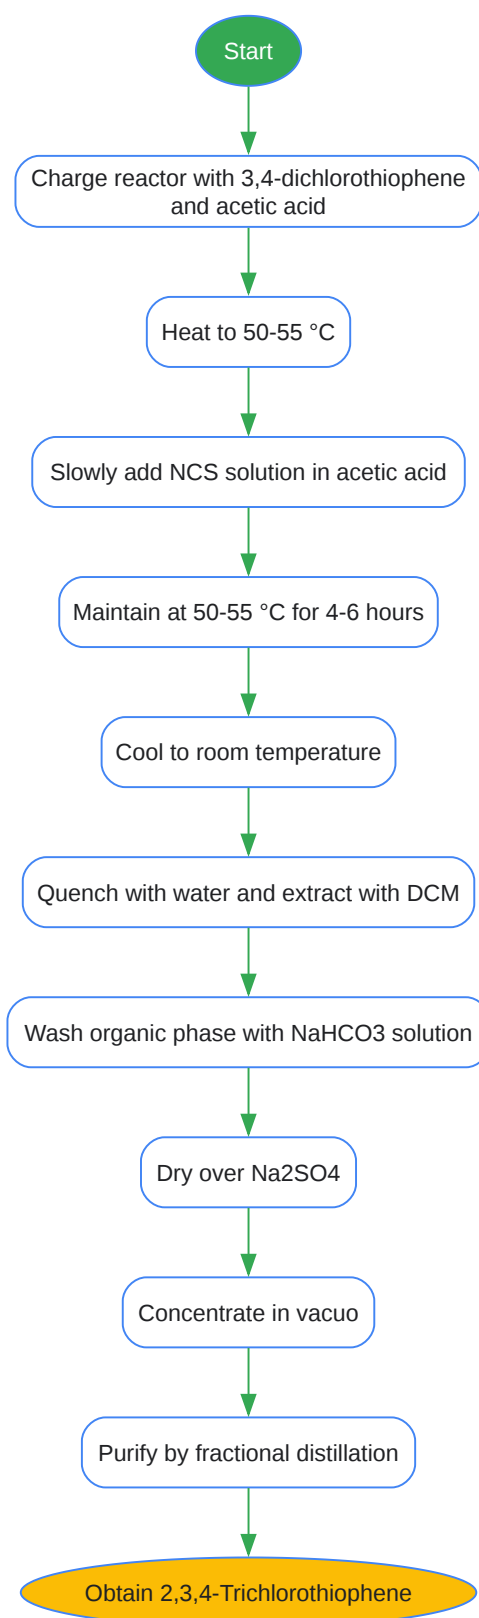 Start
Charge reactor with 3,4-dichlorothiophene
and acetic acid
Heat to 50-55 °C
Slowly add NCS solution in acetic acid
Maintain at 50-55 °C for 4-6 hours
Cool to room temperature
Quench with water and extract with DCM
Wash organic phase with NaHCO3 solution
Dry over Na2SO4
Concentrate in vacuo
Purify by fractional distillation
Obtain 2,3,4-Trichlorothiophene